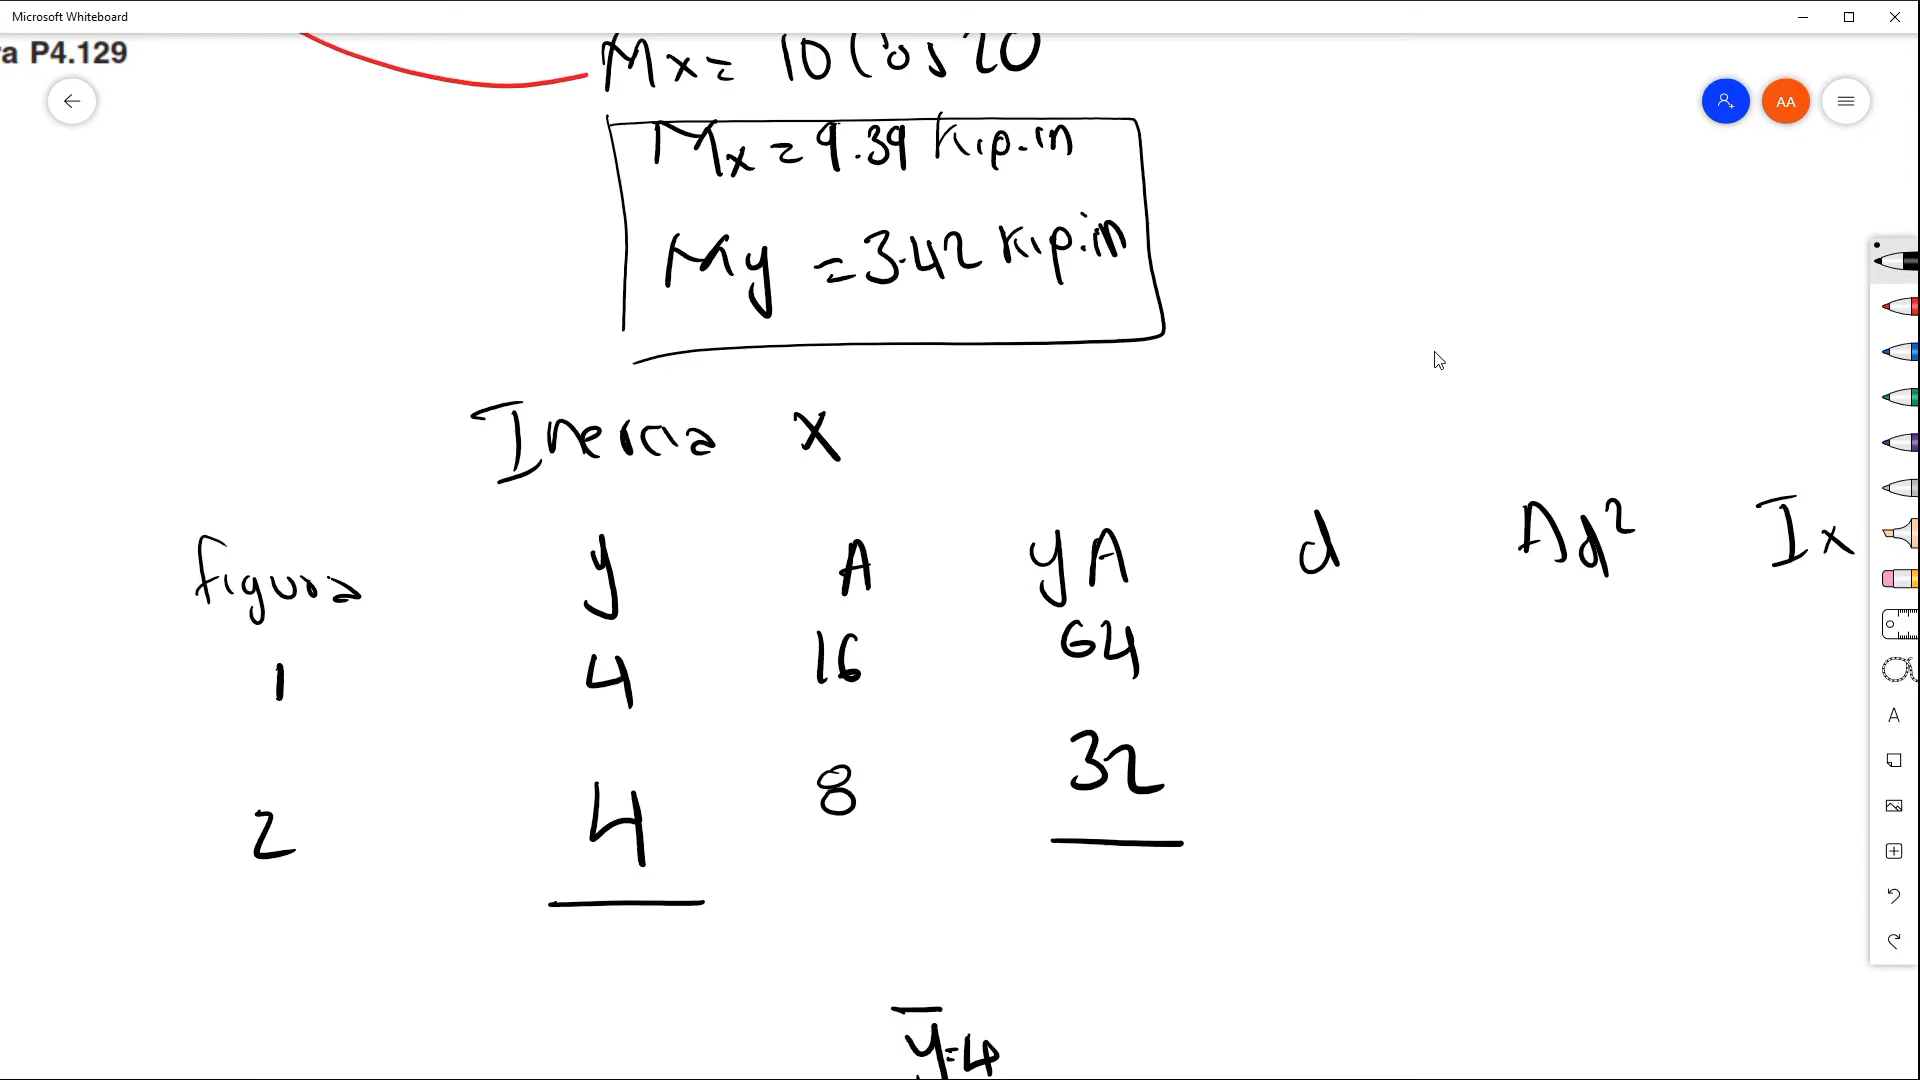 Microsoft Whiteboard
ra P4.129
Mx = 10 Cos 20
AA
Mx = 9.39 Kip.in
My = 3.42 Kip.in
Inercia X
figura y A yA d Ad² Ix
1 4 16 64
2 4 8 32
A
y̅=4